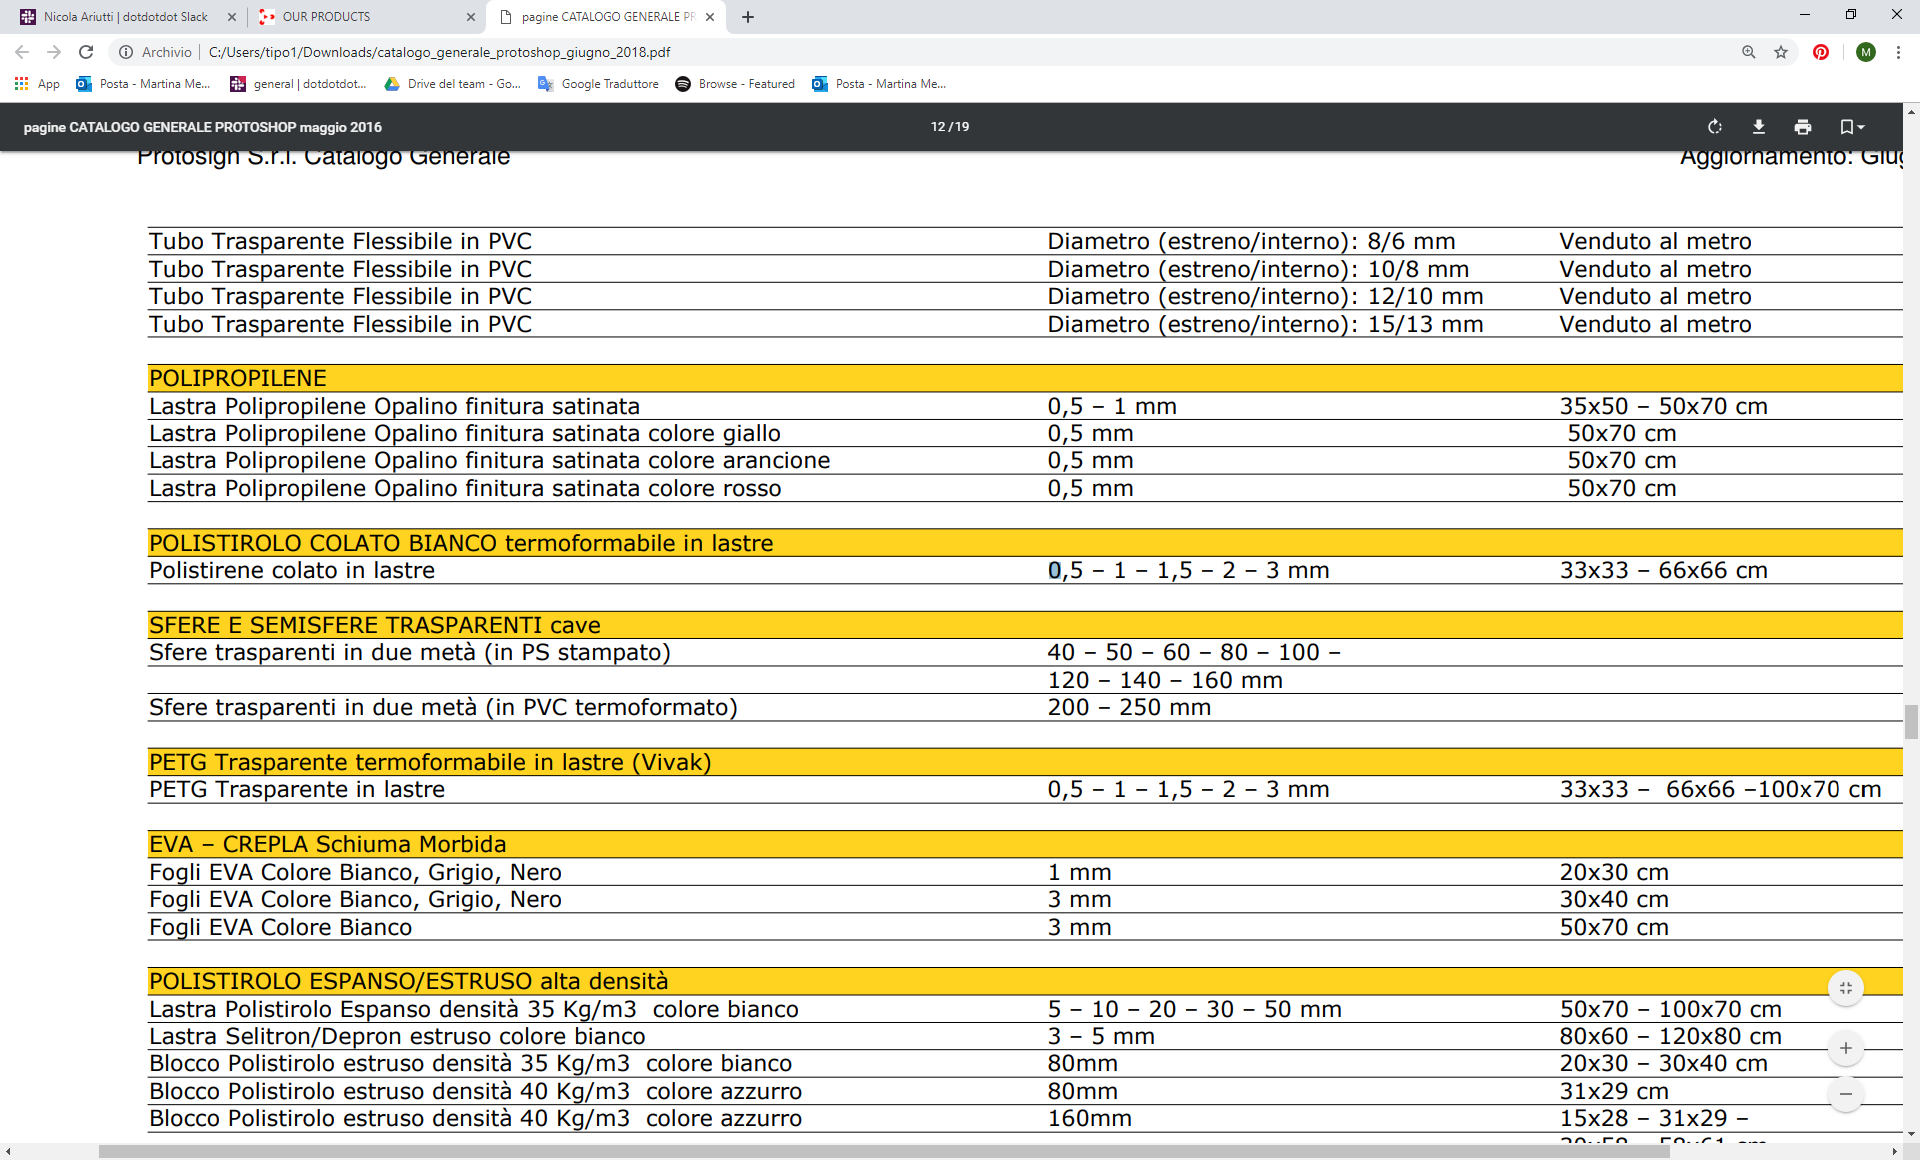 Nicola Ariutti | dotdotdot Slack
OUR PRODUCTS
pagine CATALOGO GENERALE PR
Archivio | C:/Users/tipo1/Downloads/catalogo_generale_protoshop_giugno_2018.pdf
M
App
Posta - Martina Me...
general | dotdotdot...
Drive del team - Go...
Google Traduttore
Browse - Featured
Posta - Martina Me...
pagine CATALOGO GENERALE PROTOSHOP maggio 2016
12 / 19
Protosign S.r.l. Catalogo Generale
Aggiornamento: Giug
Tubo Trasparente Flessibile in PVC Diametro (estreno/interno): 8/6 mm Venduto al metro
Tubo Trasparente Flessibile in PVC Diametro (estreno/interno): 10/8 mm Venduto al metro
Tubo Trasparente Flessibile in PVC Diametro (estreno/interno): 12/10 mm Venduto al metro
Tubo Trasparente Flessibile in PVC Diametro (estreno/interno): 15/13 mm Venduto al metro
POLIPROPILENE
Lastra Polipropilene Opalino finitura satinata 0,5 – 1 mm 35x50 – 50x70 cm
Lastra Polipropilene Opalino finitura satinata colore giallo 0,5 mm 50x70 cm
Lastra Polipropilene Opalino finitura satinata colore arancione 0,5 mm 50x70 cm
Lastra Polipropilene Opalino finitura satinata colore rosso 0,5 mm 50x70 cm
POLISTIROLO COLATO BIANCO termoformabile in lastre
Polistirene colato in lastre 0,5 – 1 – 1,5 – 2 – 3 mm 33x33 – 66x66 cm
SFERE E SEMISFERE TRASPARENTI cave
Sfere trasparenti in due metà (in PS stampato) 40 – 50 – 60 – 80 – 100 –
120 – 140 – 160 mm
Sfere trasparenti in due metà (in PVC termoformato) 200 – 250 mm
PETG Trasparente termoformabile in lastre (Vivak)
PETG Trasparente in lastre 0,5 – 1 – 1,5 – 2 – 3 mm 33x33 – 66x66 –100x70 cm
EVA – CREPLA Schiuma Morbida
Fogli EVA Colore Bianco, Grigio, Nero 1 mm 20x30 cm
Fogli EVA Colore Bianco, Grigio, Nero 3 mm 30x40 cm
Fogli EVA Colore Bianco 3 mm 50x70 cm
POLISTIROLO ESPANSO/ESTRUSO alta densità
Lastra Polistirolo Espanso densità 35 Kg/m3 colore bianco 5 – 10 – 20 – 30 – 50 mm 50x70 – 100x70 cm
Lastra Selitron/Depron estruso colore bianco 3 – 5 mm 80x60 – 120x80 cm
Blocco Polistirolo estruso densità 35 Kg/m3 colore bianco 80mm 20x30 – 30x40 cm
Blocco Polistirolo estruso densità 40 Kg/m3 colore azzurro 80mm 31x29 cm
Blocco Polistirolo estruso densità 40 Kg/m3 colore azzurro 160mm 15x28 – 31x29 –